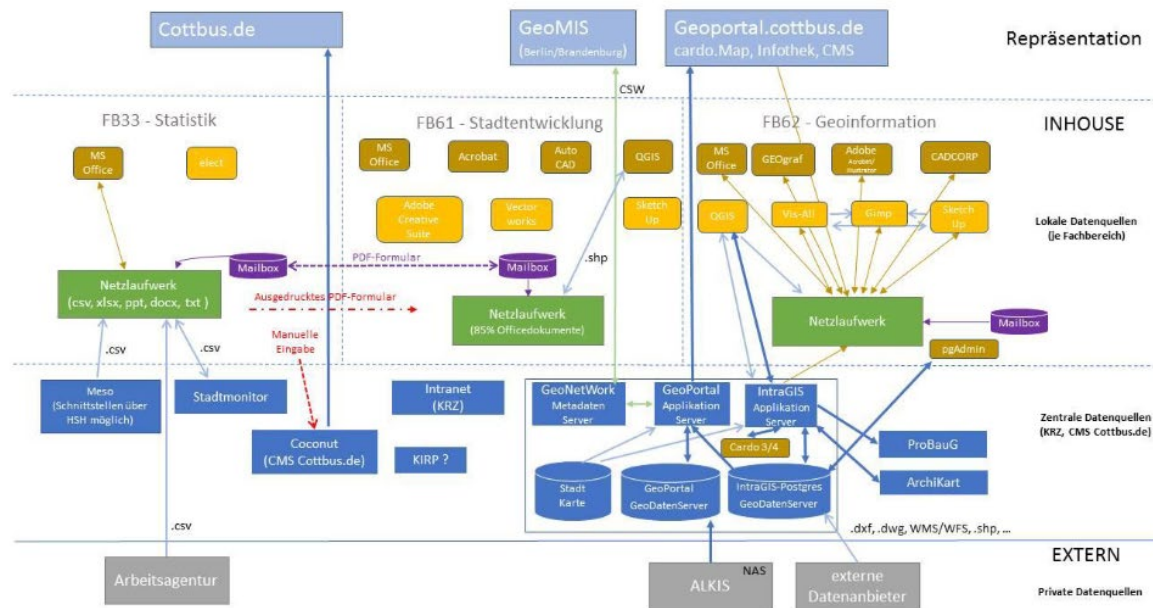 Cottbus.de
GeoMIS
(Berlin/Brandenburg)
Geoportal.cottbus.de
cardo.Map, Infothek, CMS
Repräsentation
CSW
FB33 - Statistik
FB61 - Stadtentwicklung
FB62 - Geoinformation
INHOUSE
MS
Office
elect
MS
Office
Acrobat
Auto
CAD
QGIS
MS
Office
GEOgraf
Adobe
Acrobat/
Illustrator
CADCORP
Adobe
Creative
Suite
Vector
works
Sketch
Up
QGIS
Vis-All
Gimp
Sketch
Up
Lokale Datenquellen
(je Fachbereich)
Mailbox
PDF-Formular
Mailbox
.shp
Netzlaufwerk
(csv, xlsx, ppt, docx, txt )
Ausgedrucktes PDF-Formular
Netzlaufwerk
(85% Officedokumente)
Netzlaufwerk
Mailbox
Manuelle
Eingabe
pgAdmin
.csv
.csv
Meso
(Schnittstellen über
HSH möglich)
Stadtmonitor
Intranet
(KRZ)
GeoNetWork
Metadaten
Server
GeoPortal
Applikation
Server
IntraGIS
Applikation
Server
Zentrale Datenquellen
(KRZ, CMS Cottbus.de)
Coconut
(CMS Cottbus.de)
KIRP ?
Cardo 3/4
ProBauG
ArchiKart
Stadt
Karte
GeoPortal
GeoDatenServer
IntraGIS-Postgres
GeoDatenServer
.csv
.dxf, .dwg, WMS/WFS, .shp, ...
EXTERN
Arbeitsagentur
NAS
ALKIS
externe
Datenanbieter
Private Datenquellen